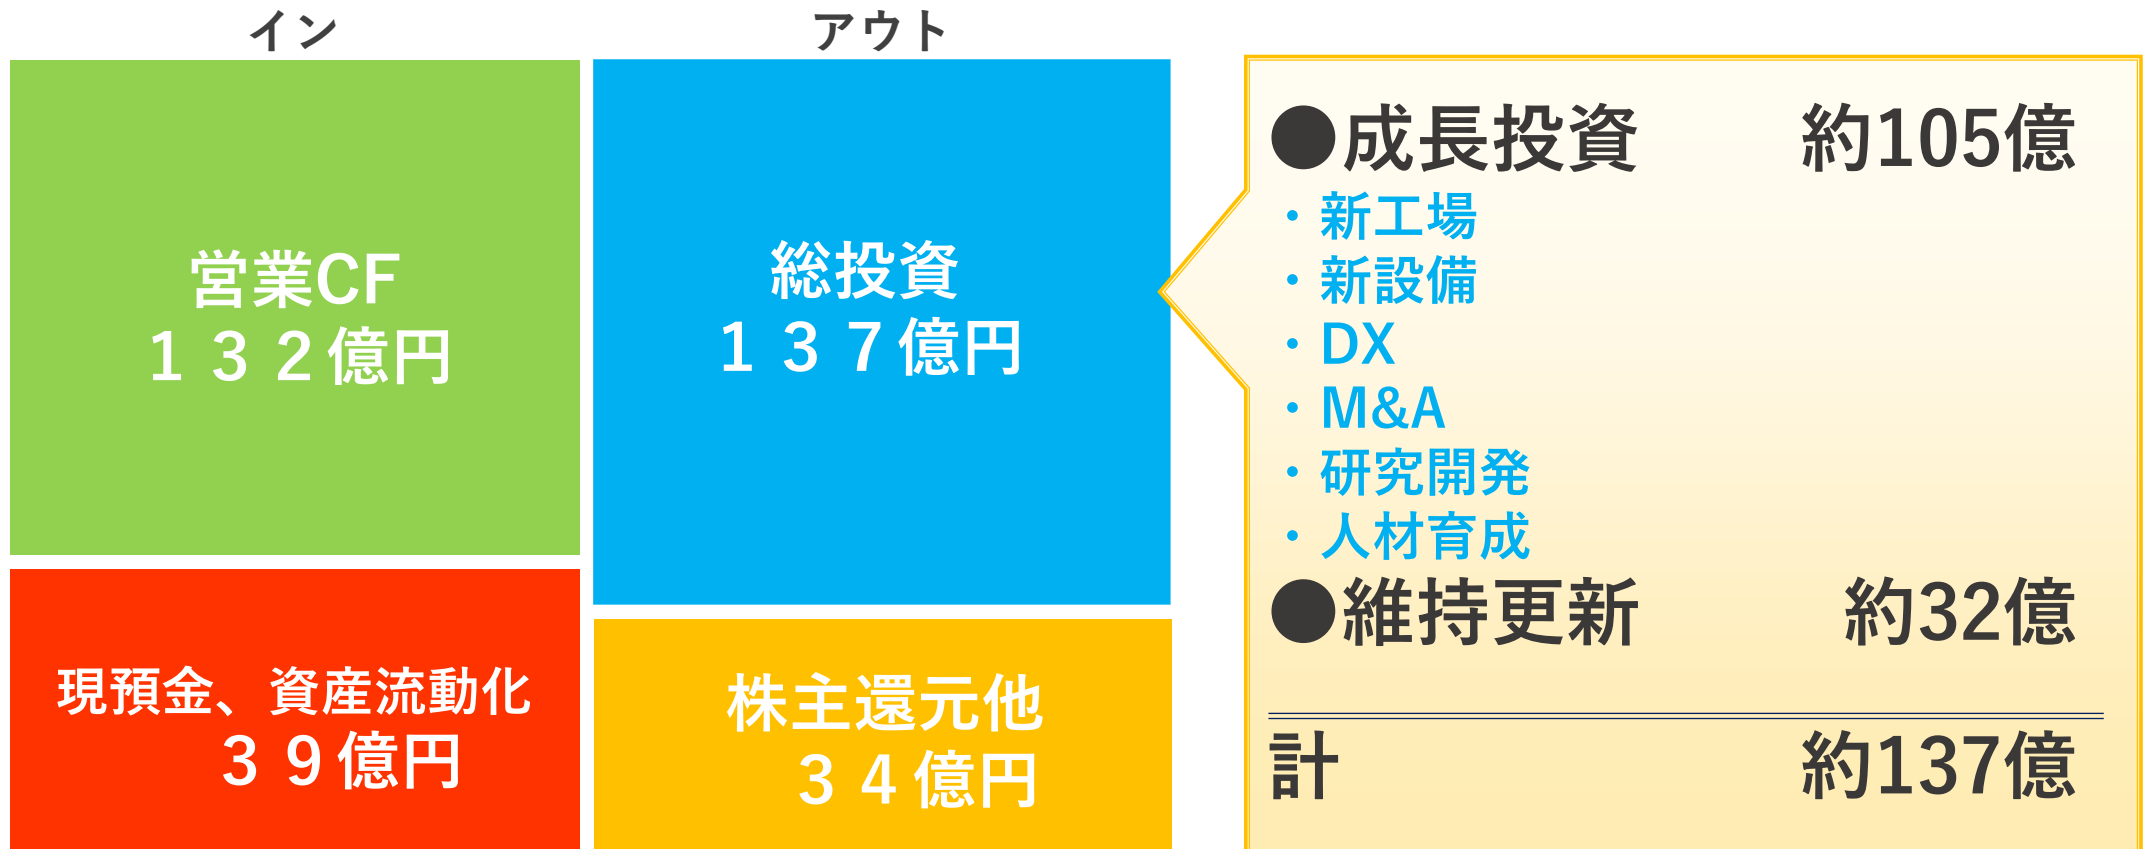 イン
アウト
営業CF
１３２億円
現預金、資産流動化
３９億円
総投資
１３７億円
株主還元他
３４億円
●成長投資 約105億
・新工場
・新設備
・DX
・M&A
・研究開発
・人材育成
●維持更新 約32億
計 約137億